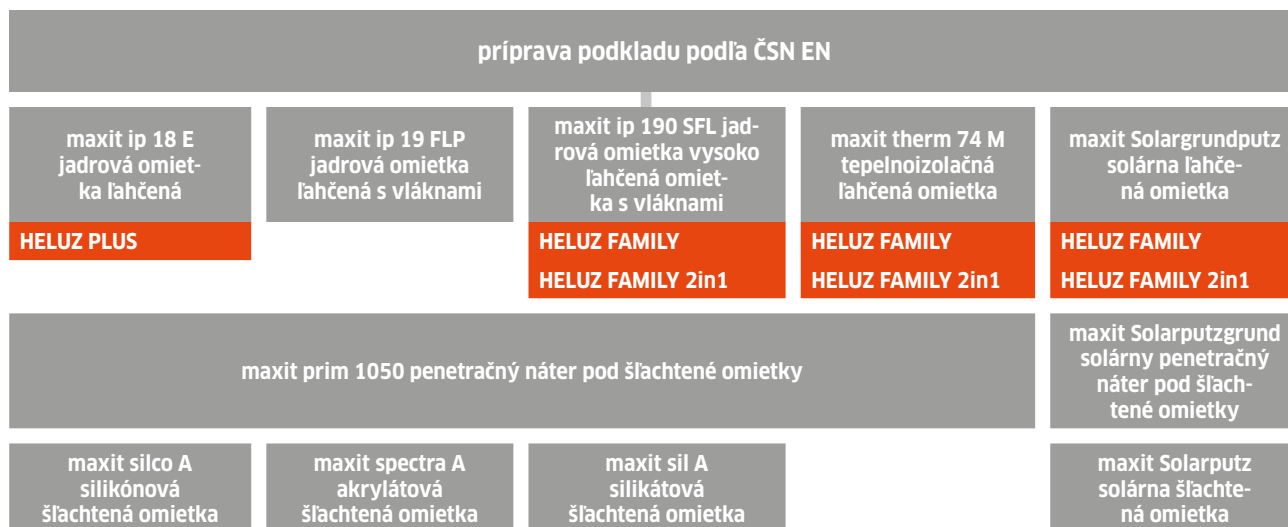 príprava podkladu podľa ČSN EN
maxit ip 18 E
jadrová omiet-
ka ľahčená
maxit ip 19 FLP
jadrová omietka
ľahčená s vláknami
maxit ip 190 SFL jad-
rová omietka vysoko
ľahčená omiet-
ka s vláknami
maxit therm 74 M
tepelnoizolačná
ľahčená omietka
maxit Solargrundputz
solárna ľahče-
ná omietka
HELUZ PLUS
HELUZ FAMILY
HELUZ FAMILY 2in1
HELUZ FAMILY
HELUZ FAMILY 2in1
HELUZ FAMILY
HELUZ FAMILY 2in1
maxit prim 1050 penetračný náter pod šľachtené omietky
maxit Solarputzgrund
solárny penetračný
náter pod šľach-
tené omietky
maxit silco A
silikónová
šľachtená omietka
maxit spectra A
akrylátová
šľachtená omietka
maxit sil A
silikátová
šľachtená omietka
maxit Solarputz
solárna šľachte-
ná omietka